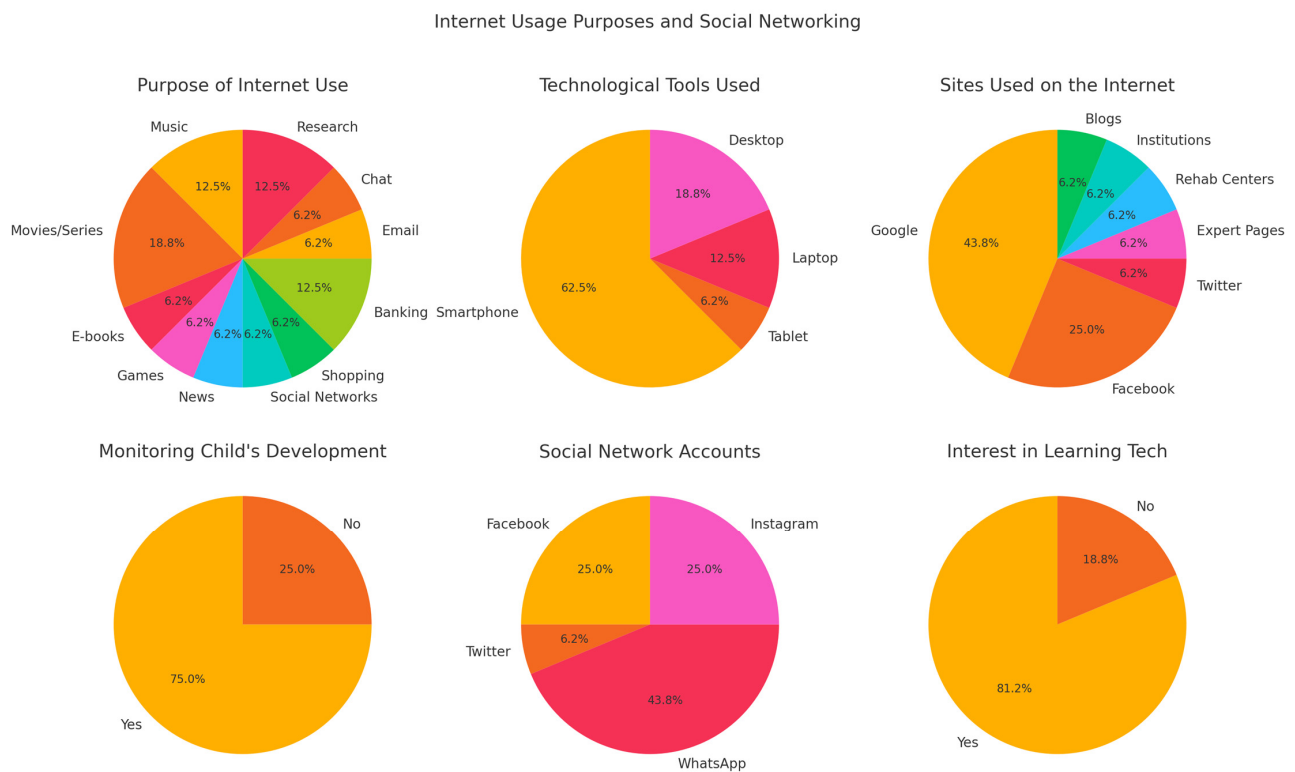 Internet Usage Purposes and Social Networking
Purpose of Internet Use
Music
Research
Chat
Email
Banking
Shopping
Social Networks
News
Games
E-books
Movies/Series
12.5%
12.5%
6.2%
6.2%
12.5%
6.2%
6.2%
6.2%
6.2%
6.2%
18.8%
Technological Tools Used
Desktop
Laptop
Tablet
Smartphone
18.8%
12.5%
6.2%
62.5%
Sites Used on the Internet
Blogs
Institutions
Rehab Centers
Expert Pages
Twitter
Facebook
Google
6.2%
6.2%
6.2%
6.2%
6.2%
25.0%
43.8%
Monitoring Child's Development
No
25.0%
75.0%
Yes
Social Network Accounts
Facebook
Instagram
25.0%
25.0%
Twitter
6.2%
43.8%
WhatsApp
Interest in Learning Tech
No
18.8%
81.2%
Yes